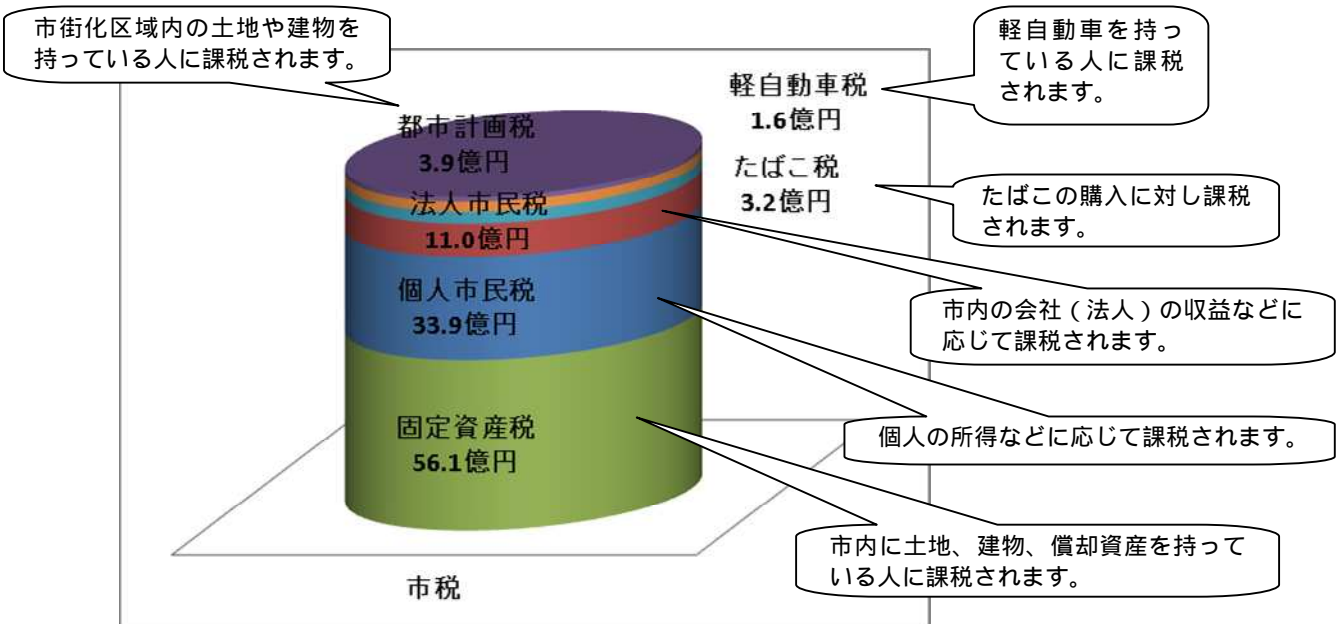 市街化区域内の土地や建物を
持っている人に課税されます。
軽自動車を持っ
ている人に課税
されます。
軽自動車税
1.6億円
都市計画税
3.9億円
たばこ税
3.2億円
たばこの購入に対し課税
されます。
法人市民税
11.0億円
市内の会社(法人)の収益などに
応じて課税されます。
個人市民税
33.9億円
個人の所得などに応じて課税されます。
固定資産税
56.1億円
市内に土地、建物、償却資産を持って
いる人に課税されます。
市税